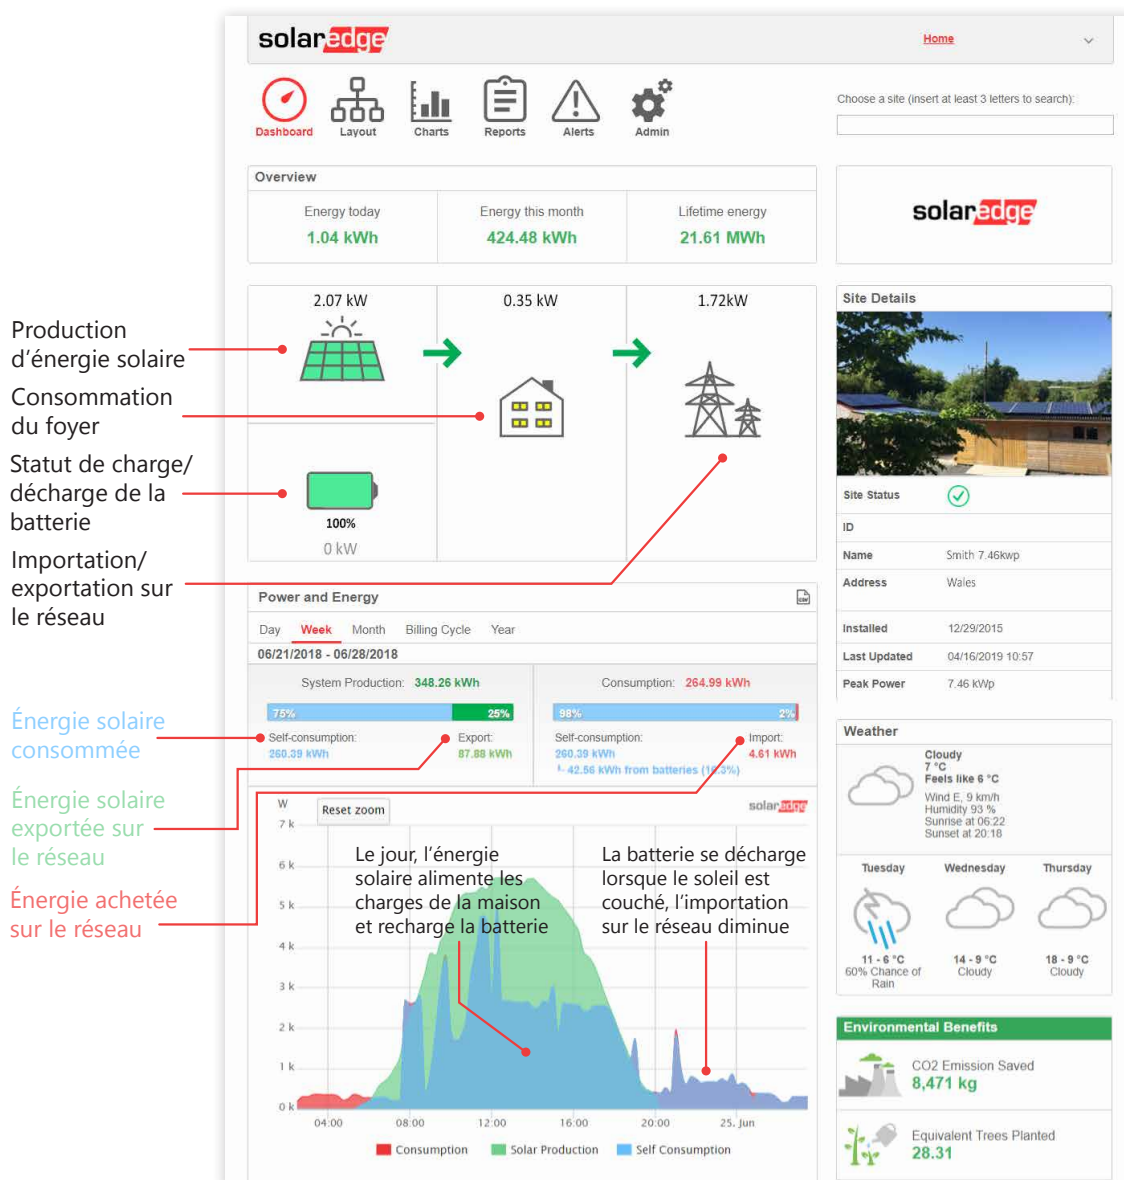 solaredge
Home
Dashboard
Layout
Charts
Reports
Alerts
Admin
Choose a site (insert at least 3 letters to search):
Overview
Energy today
1.04 kWh
Energy this month
424.48 kWh
Lifetime energy
21.61 MWh
solaredge
2.07 kW
0.35 kW
1.72kW
100%
0 kW
Production
d’énergie solaire
Consommation
du foyer
Statut de charge/
décharge de la
batterie
Importation/
exportation sur
le réseau
Site Details
Site Status
ID
Name
Smith 7.46kwp
Address
Wales
Installed
12/29/2015
Last Updated
04/16/2019 10:57
Peak Power
7.46 kWp
Power and Energy
Day
Week
Month
Billing Cycle
Year
06/21/2018 - 06/28/2018
System Production: 348.26 kWh
75%
25%
Self-consumption:
260.39 kWh
Export:
87.88 kWh
Consumption: 264.99 kWh
98%
2%
Self-consumption:
260.39 kWh
42.56 kWh from batteries (16.3%)
Import:
4.61 kWh
Énergie solaire
consommée
Énergie solaire
exportée sur
le réseau
Énergie achetée
sur le réseau
W
Reset zoom
solaredge
7 k
6 k
5 k
4 k
3 k
2 k
1 k
0 k
Le jour, l’énergie
solaire alimente les
charges de la maison
et recharge la batterie
La batterie se décharge
lorsque le soleil est
couché, l’importation
sur le réseau diminue
04:00
08:00
12:00
16:00
20:00
25. Jun
Consumption
Solar Production
Self Consumption
Weather
Cloudy
7 °C
Feels like 6 °C
Wind E, 9 km/h
Humidity 93 %
Sunrise at 06:22
Sunset at 20:18
Tuesday
11 - 6 °C
60% Chance of
Rain
Wednesday
14 - 9 °C
Cloudy
Thursday
18 - 9 °C
Cloudy
Environmental Benefits
CO2 Emission Saved
8,471 kg
Equivalent Trees Planted
28.31